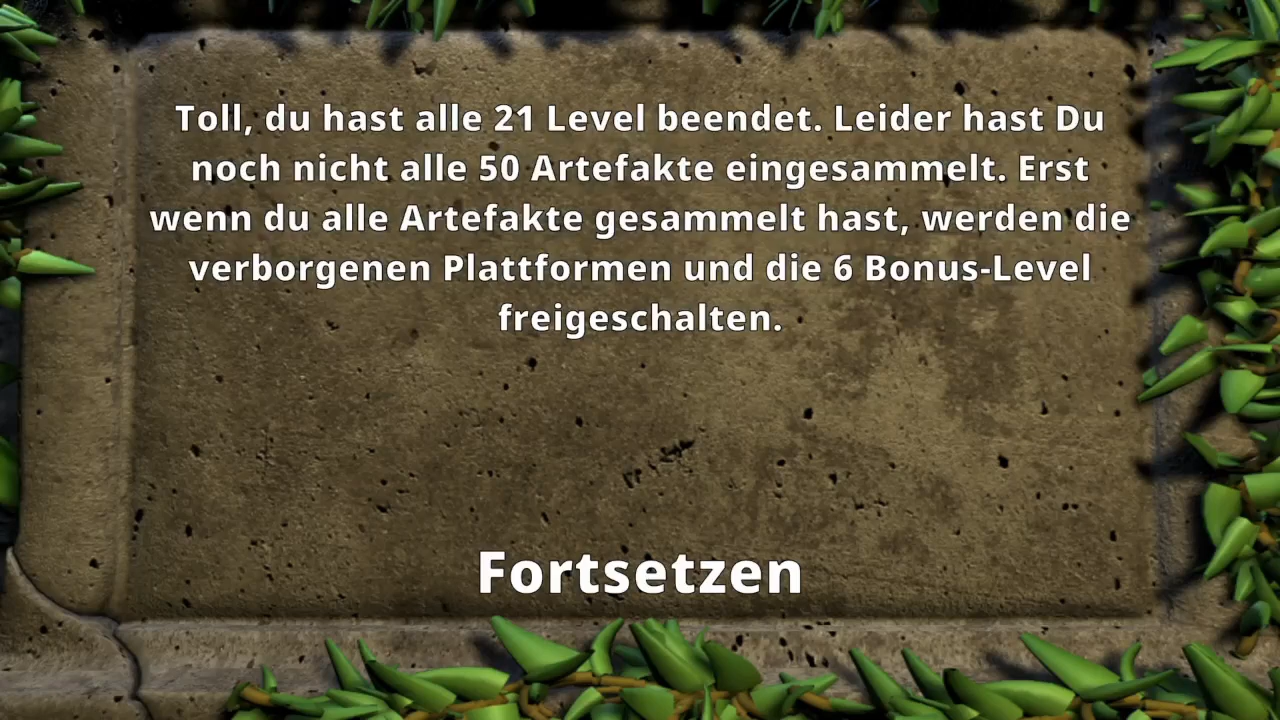 Toll, du hast alle 21 Level beendet. Leider hast Du
noch nicht alle 50 Artefakte eingesammelt. Erst
wenn du alle Artefakte gesammelt hast, werden die
verborgenen Plattformen und die 6 Bonus-Level
freigeschalten.
Fortsetzen